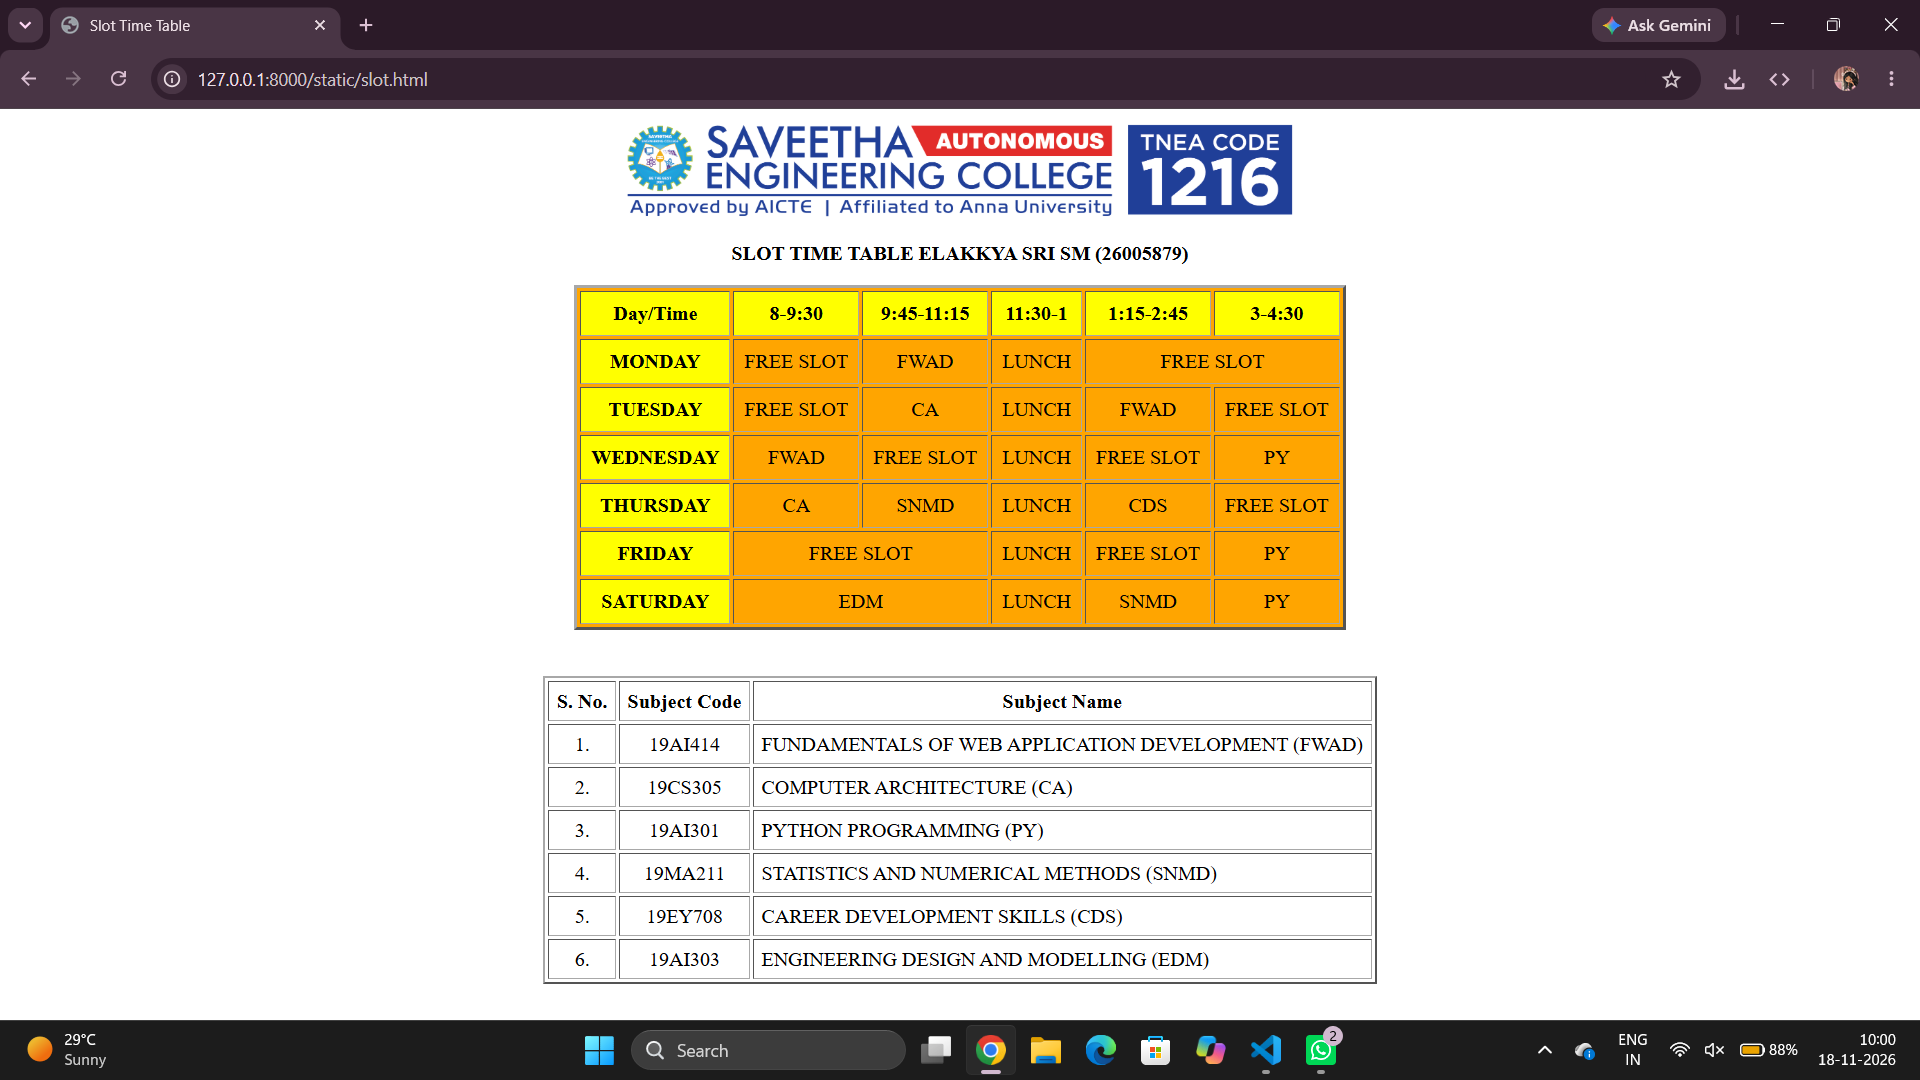 Slot Time Table
Ask Gemini
127.0.0.1:8000/static/slot.html
SAVEETHA AUTONOMOUS
ENGINEERING COLLEGE
Approved by AICTE | Affiliated to Anna University
TNEA CODE
1216
SLOT TIME TABLE ELAKKYA SRI SM (26005879)
Day/Time 8-9:30 9:45-11:15 11:30-1 1:15-2:45 3-4:30
MONDAY FREE SLOT FWAD LUNCH FREE SLOT
TUESDAY FREE SLOT CA LUNCH FWAD FREE SLOT
WEDNESDAY FWAD FREE SLOT LUNCH FREE SLOT PY
THURSDAY CA SNMD LUNCH CDS FREE SLOT
FRIDAY FREE SLOT LUNCH FREE SLOT PY
SATURDAY EDM LUNCH SNMD PY
S. No. Subject Code Subject Name
1. 19AI414 FUNDAMENTALS OF WEB APPLICATION DEVELOPMENT (FWAD)
2. 19CS305 COMPUTER ARCHITECTURE (CA)
3. 19AI301 PYTHON PROGRAMMING (PY)
4. 19MA211 STATISTICS AND NUMERICAL METHODS (SNMD)
5. 19EY708 CAREER DEVELOPMENT SKILLS (CDS)
6. 19AI303 ENGINEERING DESIGN AND MODELLING (EDM)
29°C
Sunny
Search
2
ENG
IN
88%
10:00
18-11-2026